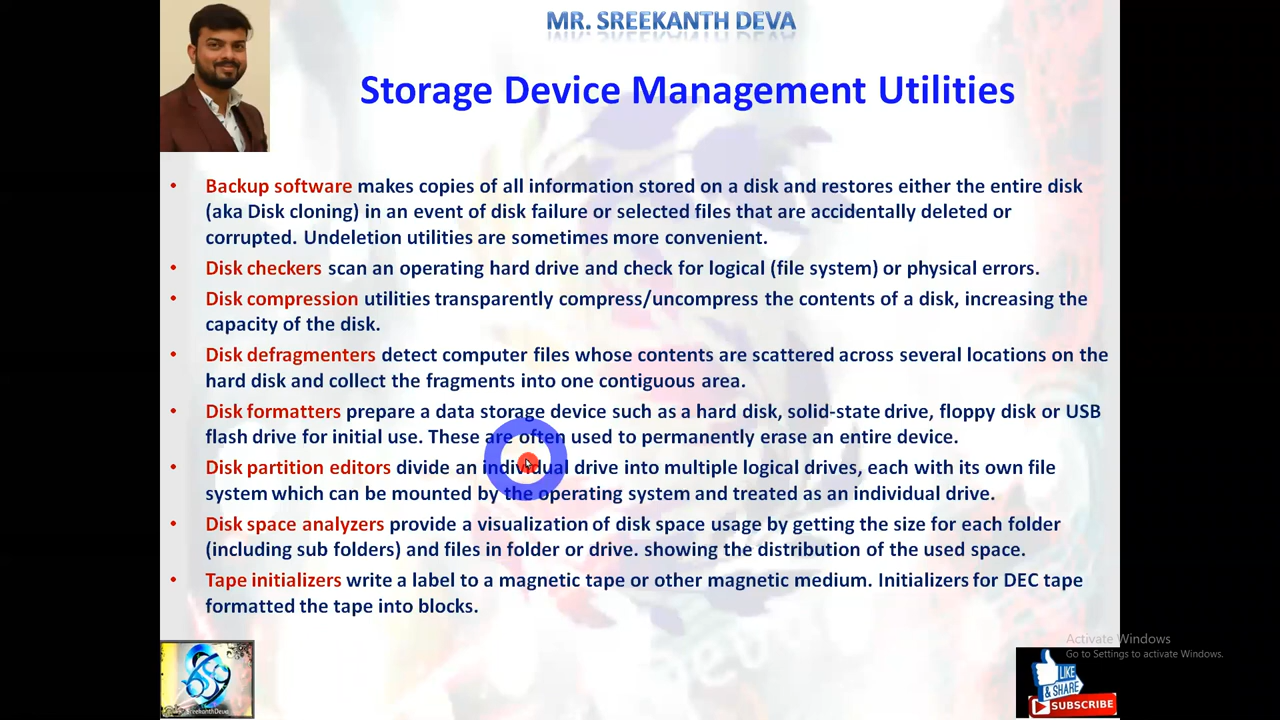 MR. SREEKANTH DEVA
Storage Device Management Utilities
• Backup software makes copies of all information stored on a disk and restores either the entire disk
(aka Disk cloning) in an event of disk failure or selected files that are accidentally deleted or
corrupted. Undeletion utilities are sometimes more convenient.
• Disk checkers scan an operating hard drive and check for logical (file system) or physical errors.
• Disk compression utilities transparently compress/uncompress the contents of a disk, increasing the
capacity of the disk.
• Disk defragmenters detect computer files whose contents are scattered across several locations on the
hard disk and collect the fragments into one contiguous area.
• Disk formatters prepare a data storage device such as a hard disk, solid-state drive, floppy disk or USB
flash drive for initial use. These are often used to permanently erase an entire device.
• Disk partition editors divide an individual drive into multiple logical drives, each with its own file
system which can be mounted by the operating system and treated as an individual drive.
• Disk space analyzers provide a visualization of disk space usage by getting the size for each folder
(including sub folders) and files in folder or drive. showing the distribution of the used space.
• Tape initializers write a label to a magnetic tape or other magnetic medium. Initializers for DEC tape
formatted the tape into blocks.
Activate Windows
Go to Settings to activate Windows.
LIKE
& SHARE
SUBSCRIBE